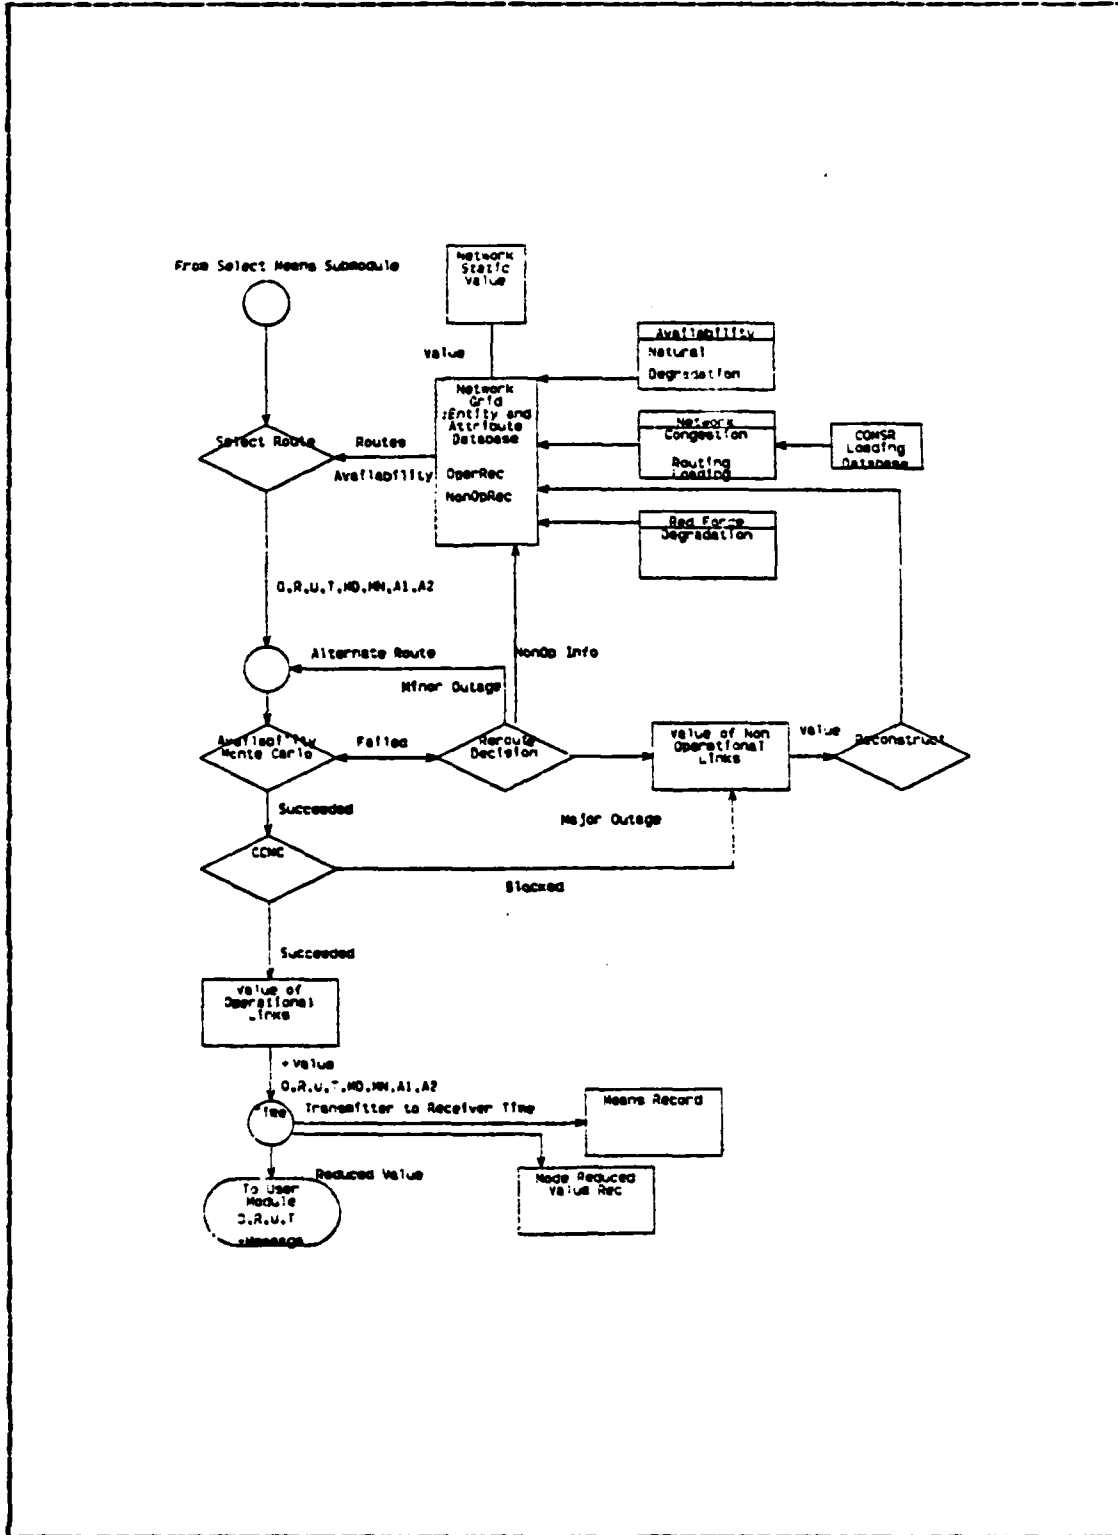 From Select Means Submodule
Network
Static
Value
Value
Availability
Natural
Degradation
Network
Grid
:Entity and
Attribute
Database
OperRec
NonOpRec
Network
Congestion
Routing
Loading
COMSR
Loading
Database
Select Route
Routes
Availability
Red Force
Degradation
O,R,U,T,MD,MN,A1,A2
Alternate Route
NonOp Info
Minor Outage
Availability
Monte Carlo
Failed
Reroute
Decision
Value of Non
Operational
Links
Value
Reconstruct
Succeeded
Major Outage
CCMC
Blocked
Succeeded
Value of
Operational
Links
+Value
O,R,U,T,MD,MN,A1,A2
Time
Transmitter to Receiver Time
Means Record
Reduced Value
Node Reduced
Value Rec
To User
Module
O,R,U,T
+Message